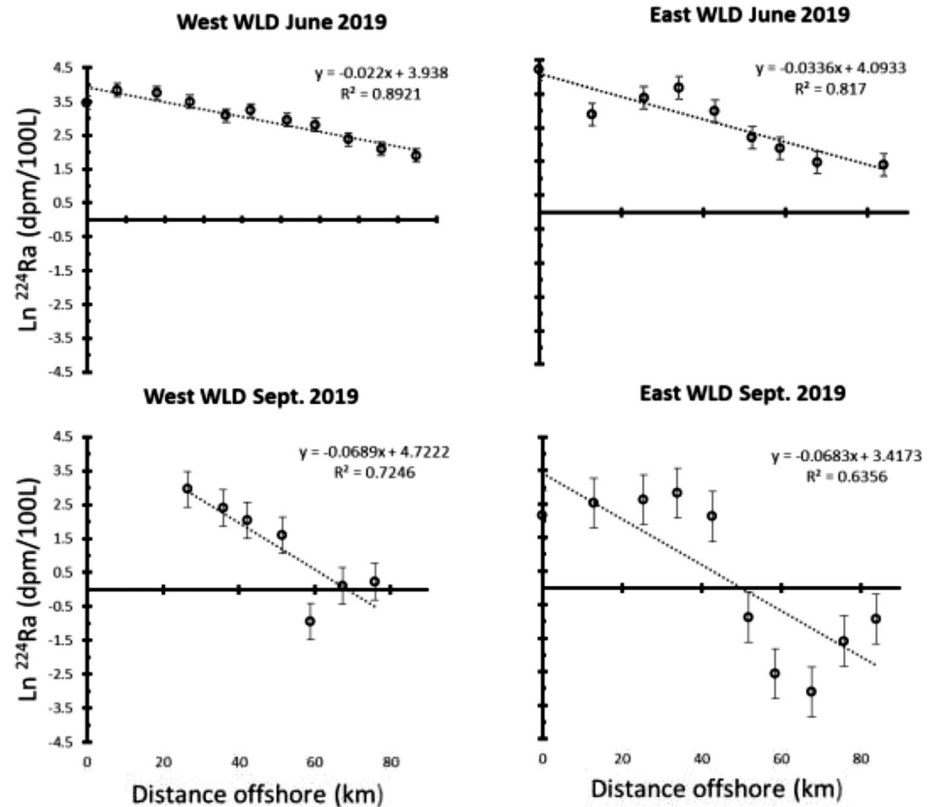 West WLD June 2019
East WLD June 2019
y = -0.022x + 3.938
R² = 0.8921
y = -0.0336x + 4.0933
R² = 0.817
Ln ²²⁴Ra (dpm/100L)
4.5
3.5
2.5
1.5
0.5
-0.5
-1.5
-2.5
-3.5
-4.5
West WLD Sept. 2019
East WLD Sept. 2019
y = -0.0689x + 4.7222
R² = 0.7246
y = -0.0683x + 3.4173
R² = 0.6356
Ln ²²⁴Ra (dpm/100L)
4.5
3.5
2.5
1.5
0.5
-0.5
-1.5
-2.5
-3.5
-4.5
0 20 40 60 80
0 20 40 60 80
Distance offshore (km)
Distance offshore (km)